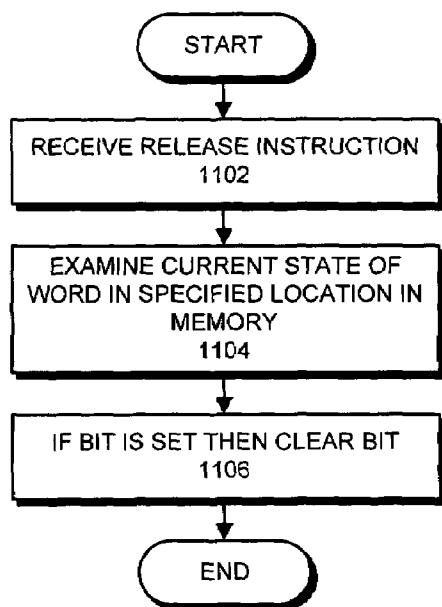 START
RECEIVE RELEASE INSTRUCTION
1102
EXAMINE CURRENT STATE OF
WORD IN SPECIFIED LOCATION IN
MEMORY
1104
IF BIT IS SET THEN CLEAR BIT
1106
END